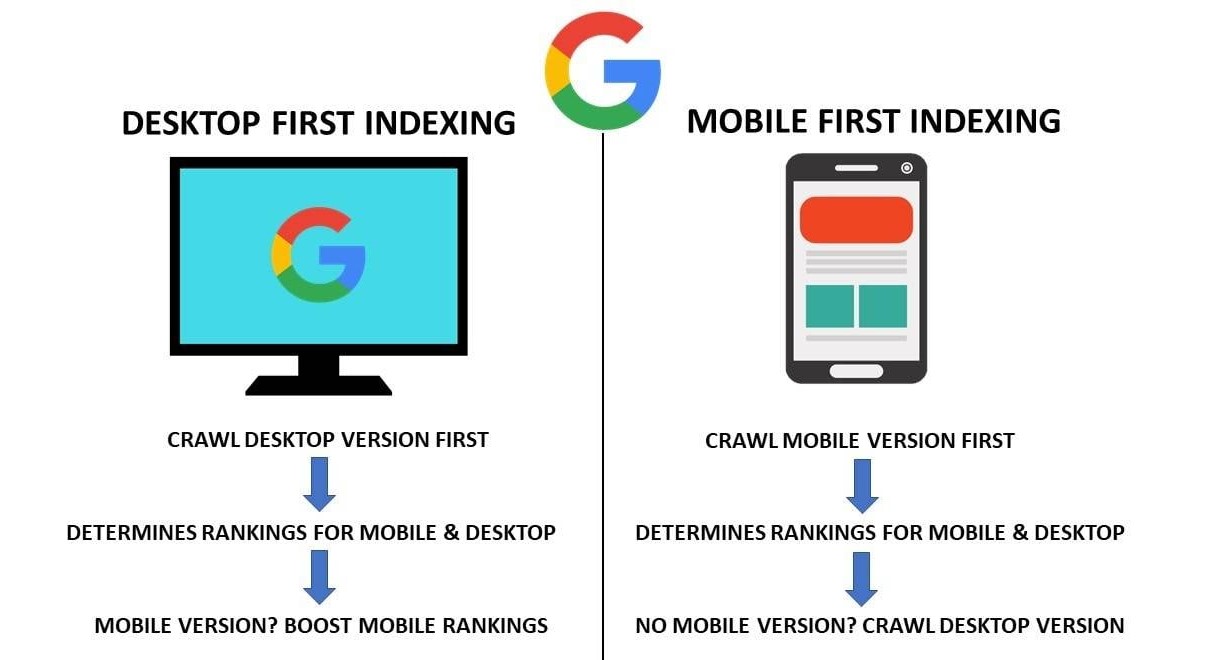 DESKTOP FIRST INDEXING
CRAWL DESKTOP VERSION FIRST
DETERMINES RANKINGS FOR MOBILE & DESKTOP
MOBILE VERSION? BOOST MOBILE RANKINGS
MOBILE FIRST INDEXING
CRAWL MOBILE VERSION FIRST
DETERMINES RANKINGS FOR MOBILE & DESKTOP
NO MOBILE VERSION? CRAWL DESKTOP VERSION